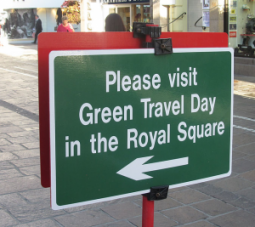 Please visit
Green Travel Day
in the Royal Square